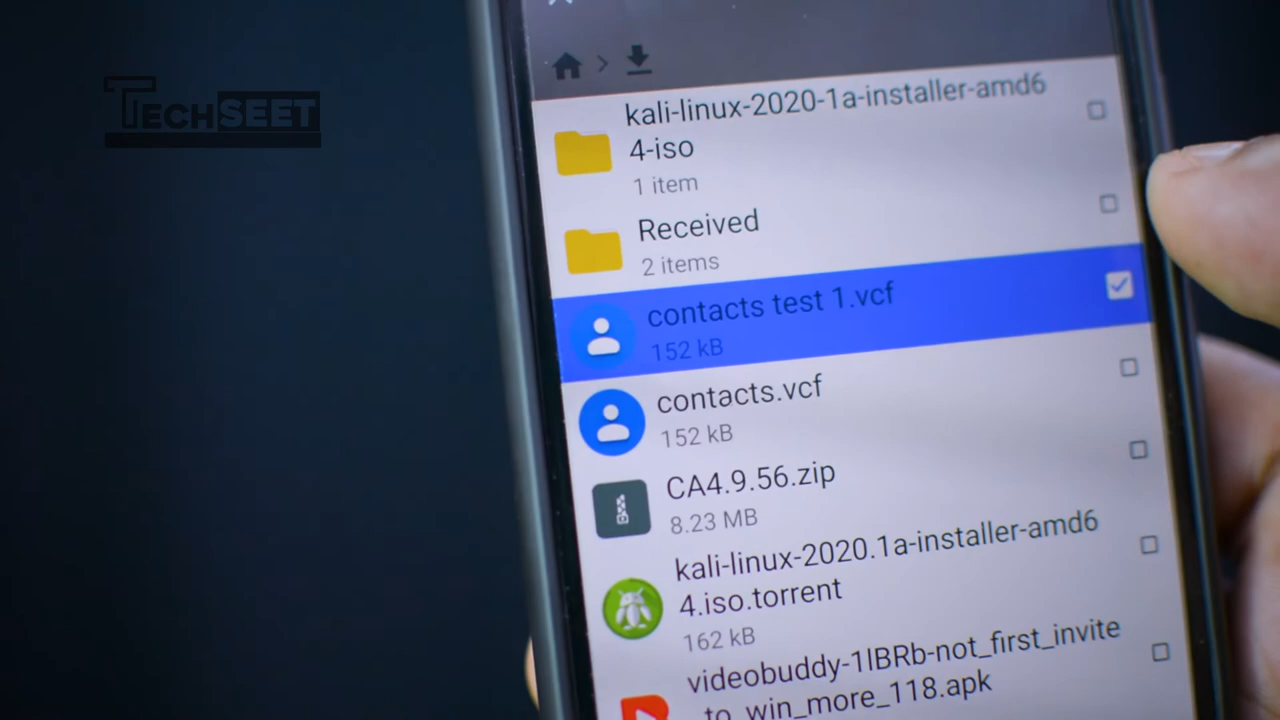 TECHSEET
kali-linux-2020-1a-installer-amd6
4-iso
1 item
Received
2 items
contacts test 1.vcf
152 kB
contacts.vcf
152 kB
CA4.9.56.zip
8.23 MB
kali-linux-2020.1a-installer-amd6
4.iso.torrent
162 kB
videobuddy-1lBRb-not_first_invite
_to_win_more_118.apk